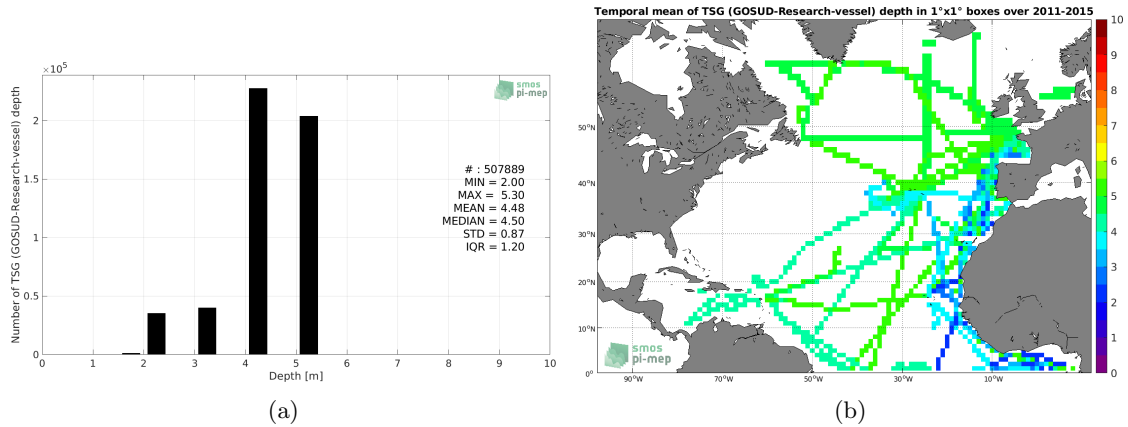 ×10⁵
smos
pi-mep
Number of TSG (GOSUD-Research-vessel)) depth
2
1.5
1
0.5
0
# : 507889
MIN = 2.00
MAX = 5.30
MEAN = 4.48
MEDIAN = 4.50
STD = 0.87
IQR = 1.20
0 1 2 3 4 5 6 7 8 9 10
Depth [m]
(a)
Temporal mean of TSG (GOSUD-Research-vessel) depth in 1°x1° boxes over 2011-2015
50°N
40°N
30°N
20°N
10°N
0°
90°W 70°W 50°W 30°W 10°W
smos
pi-mep
10
9
8
7
6
5
4
3
2
1
0
(b)